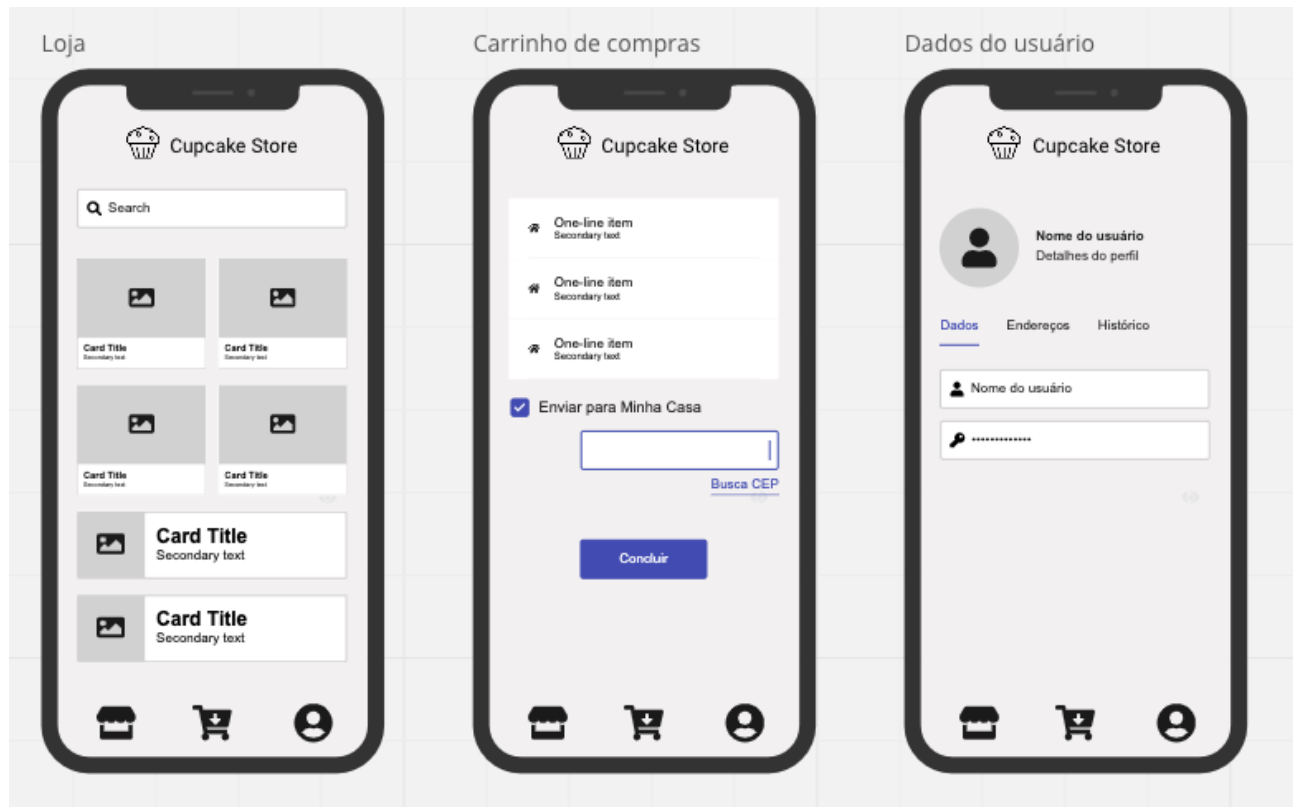 Loja
Cupcake Store
Search
Card Title
Secondary text
Card Title
Secondary text
Card Title
Secondary text
Card Title
Secondary text
Card Title
Secondary text
Card Title
Secondary text
Carrinho de compras
Cupcake Store
One-line item
Secondary text
One-line item
Secondary text
One-line item
Secondary text
Enviar para Minha Casa
Busca CEP
Concluir
Dados do usuário
Cupcake Store
Nome do usuário
Detalhes do perfil
Dados Endereços Histórico
Nome do usuário
•••••••••••••